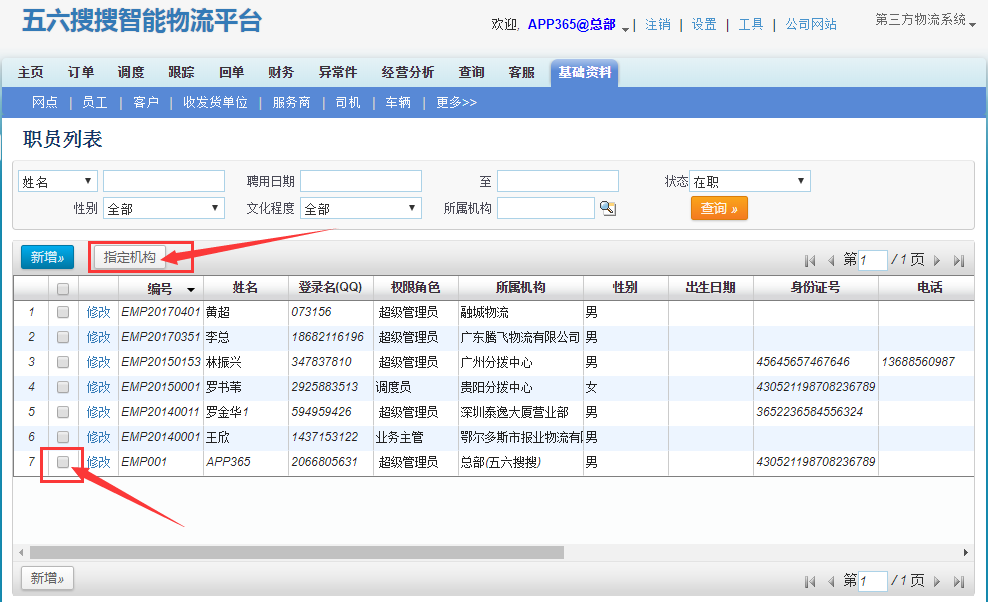 五六搜搜智能物流平台
欢迎, APP365@总部 | 注销 | 设置 | 工具 | 公司网站 第三方物流系统
主页 订单 调度 跟踪 回单 财务 异常件 经营分析 查询 客服 基础资料
网点 | 员工 | 客户 | 收发货单位 | 服务商 | 司机 | 车辆 | 更多>>
职员列表
姓名 聘用日期 至 状态 在职
性别 全部 文化程度 全部 所属机构 查询 »
新增» 指定机构 第 1 / 1 页
编号 姓名 登录名(QQ) 权限角色 所属机构 性别 出生日期 身份证号 电话
1 修改 EMP20170401 黄超 073156 超级管理员 融城物流 男
2 修改 EMP20170351 李总 18682116196 超级管理员 广东腾飞物流有限公司 男
3 修改 EMP20150153 林振兴 347837810 超级管理员 广州分拨中心 男 45645657467646 13688560987
4 修改 EMP20150001 罗书苇 2925883513 调度员 贵阳分拨中心 女 430521198708236789
5 修改 EMP20140011 罗金华1 594959426 超级管理员 深圳泰逸大厦营业部 男 3652236584556324
6 修改 EMP20140001 王欣 1437153122 业务主管 鄂尔多斯市报业物流有 男
7 修改 EMP001 APP365 2066805631 超级管理员 总部(五六搜搜) 男 430521198708236789
新增» 第 1 / 1 页